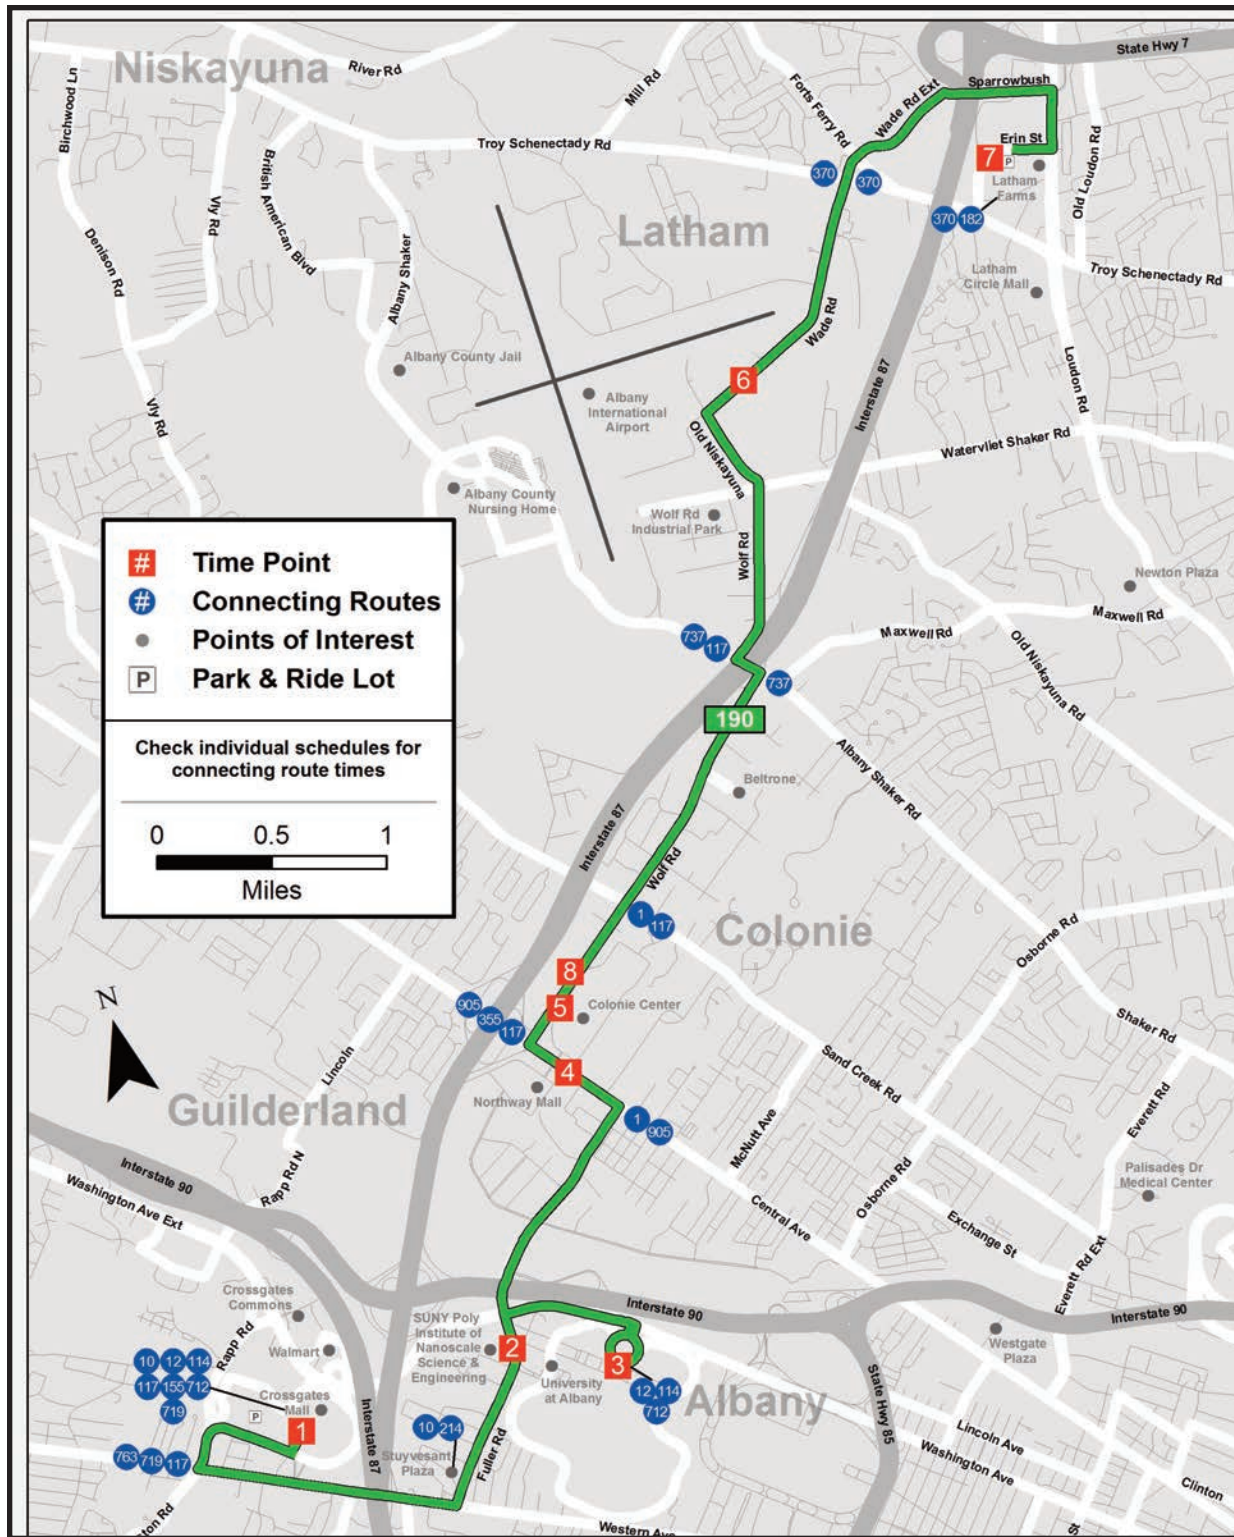 State Hwy 7
Niskayuna
River Rd
Birchwood Ln
Mill Rd
Forts Ferry Rd
Wade Rd Ext
Sparrowbush
Troy Schenectady Rd
British American Blvd
Vly Rd
Erin St
7
P
Latham
Farms
Old Loudon Rd
370
370
370
182
Latham
Denison Rd
Albany Shaker
Latham
Circle Mall
Troy Schenectady Rd
Wade Rd
Albany County Jail
6
Interstate 87
Loudon Rd
Albany
International
Airport
Vly Rd
Old Niskayuna
Watervliet Shaker Rd
Albany County
Nursing Home
Wolf Rd
Industrial Park
Wolf Rd
# Time Point
# Connecting Routes
Points of Interest
P Park & Ride Lot
Check individual schedules for
connecting route times
0 0.5 1
Miles
Newton Plaza
Maxwell Rd
Maxwell Rd
737
117
737
Old Niskayuna Rd
190
Albany Shaker Rd
Beltrone
Interstate 87
Wolf Rd
1
117
Colonie
Osborne Rd
8
5
Colonie Center
905
355
117
N
Lincoln
4
Northway Mall
Sand Creek Rd
Shaker Rd
Guilderland
1
905
McNutt Ave
Everett Rd
Interstate 90
Rapp Rd N
Washington Ave Ext
Central Ave
Osborne Rd
Palisades Dr
Medical Center
Exchange St
Everett Rd Ext
Crossgates
Commons
Interstate 90
Interstate 90
SUNY Poly
Institute of
Nanoscale
Science &
Engineering
2
Rapp Rd
Walmart
Westgate
Plaza
3
University
at Albany
10
12
114
117
155
712
719
Crossgates
Mall
P
1
12
114
712
Albany
State Hwy 85
Interstate 87
10
214
Stuyvesant
Plaza
Fuller Rd
763
719
117
Lincoln Ave
Washington Ave
Clinton
ston Rd
Western Ave
St